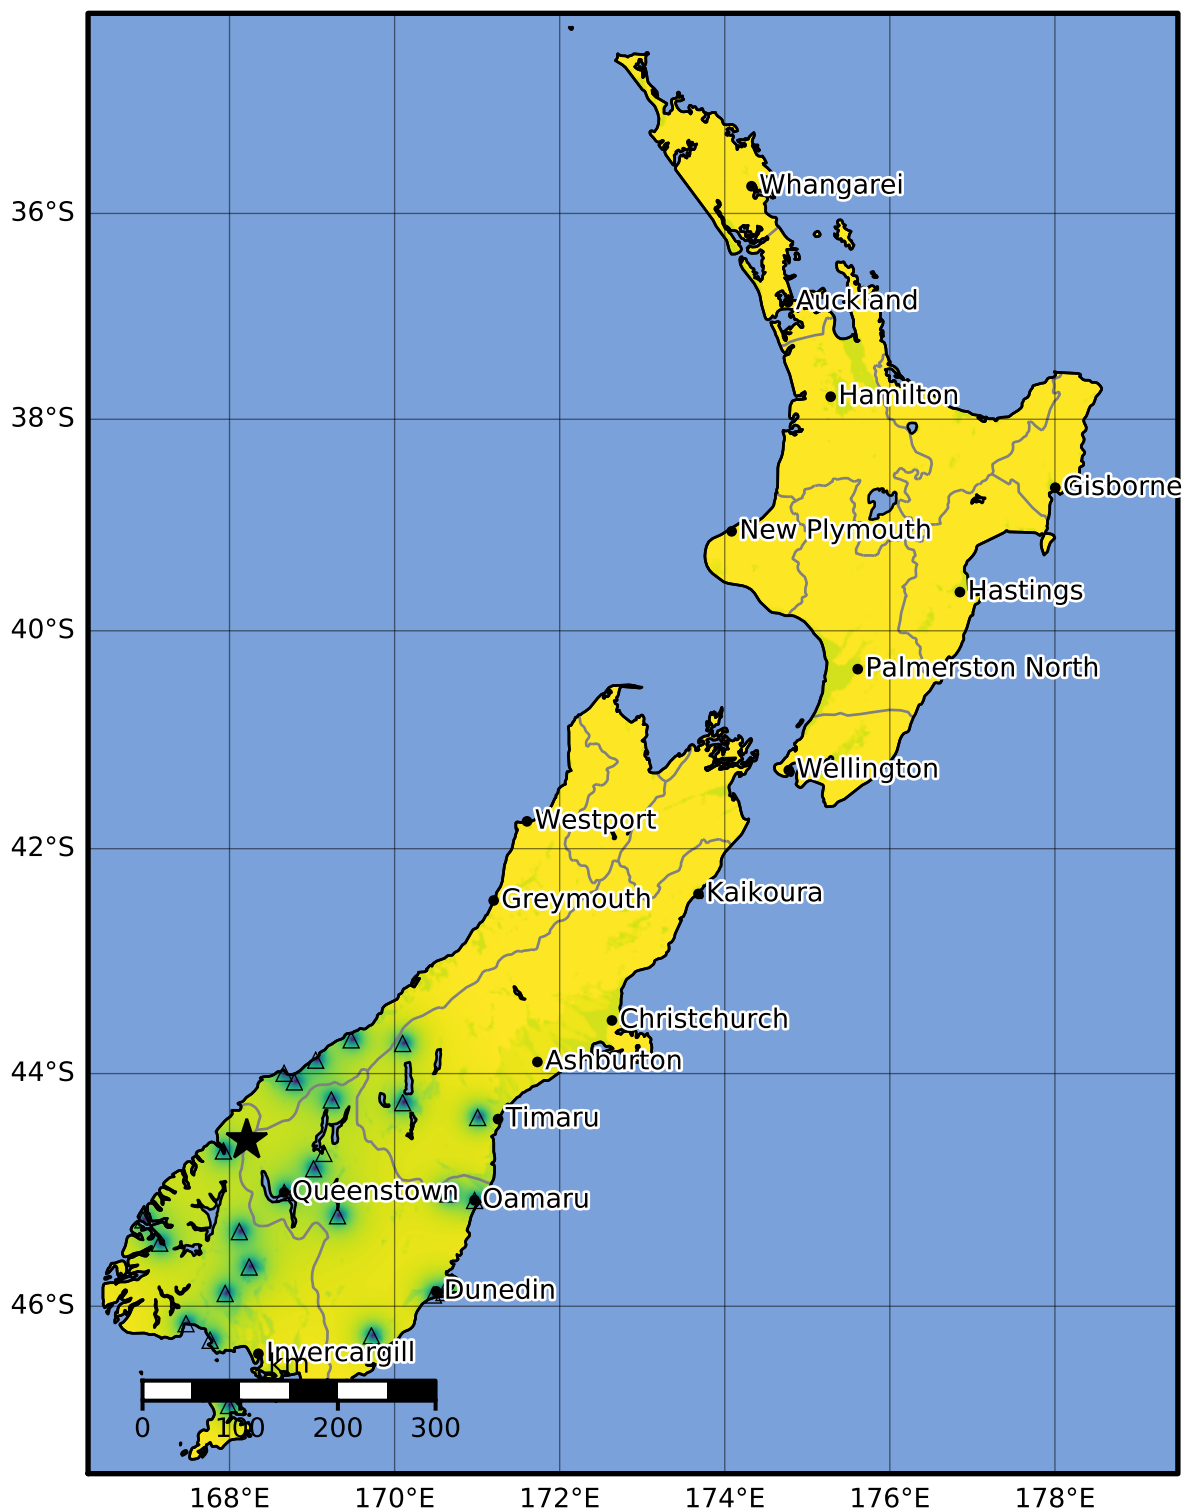 Whangarei
36°S
Auckland
Hamilton
38°S
Gisborne
New Plymouth
Hastings
40°S
Palmerston North
Wellington
Westport
42°S
Kaikoura
Greymouth
Christchurch
Ashburton
44°S
Timaru
Queenstown
Oamaru
Dunedin
46°S
Invercargill
km
0 100 200 300
168°E 170°E 172°E 174°E 176°E 178°E